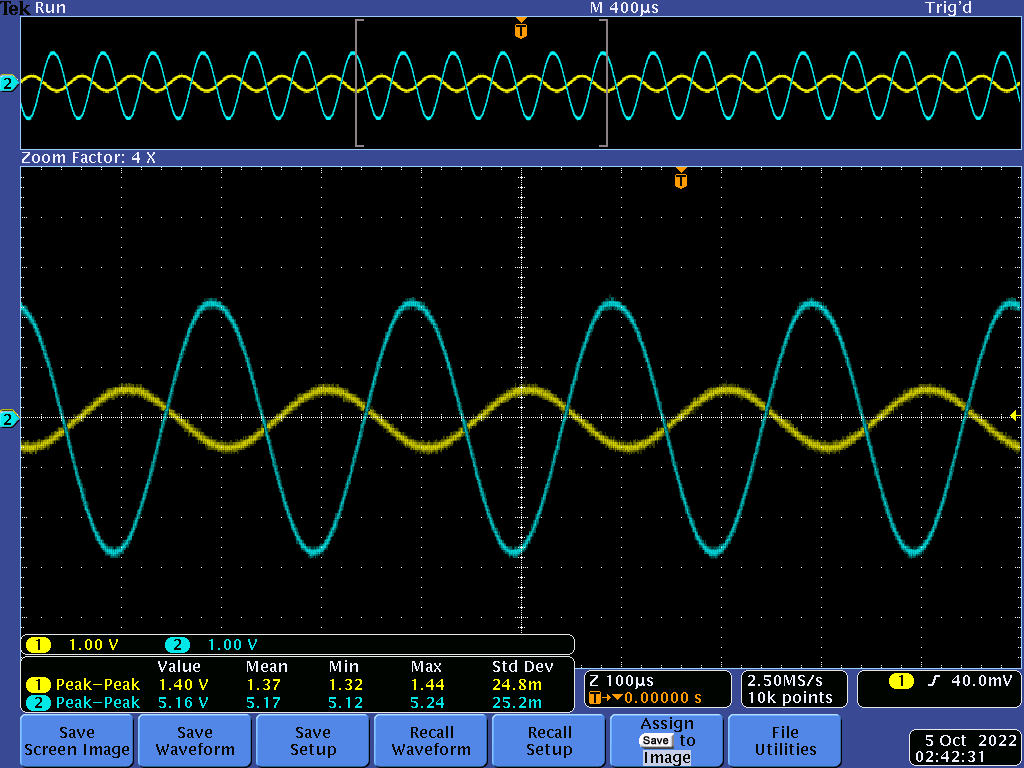 Tek Run M 400µs Trig'd
T
2
Zoom Factor: 4 X
T
2
1 1.00 V 2 1.00 V
Value Mean Min Max Std Dev
1 Peak–Peak 1.40 V 1.37 1.32 1.44 24.8m
2 Peak–Peak 5.16 V 5.17 5.12 5.24 25.2m
Z 100µs
T→▼0.00000 s
2.50MS/s
10k points
1 40.0mV
Save
Screen Image
Save
Waveform
Save
Setup
Recall
Waveform
Recall
Setup
Assign
Save to
Image
File
Utilities
5 Oct 2022
02:42:31